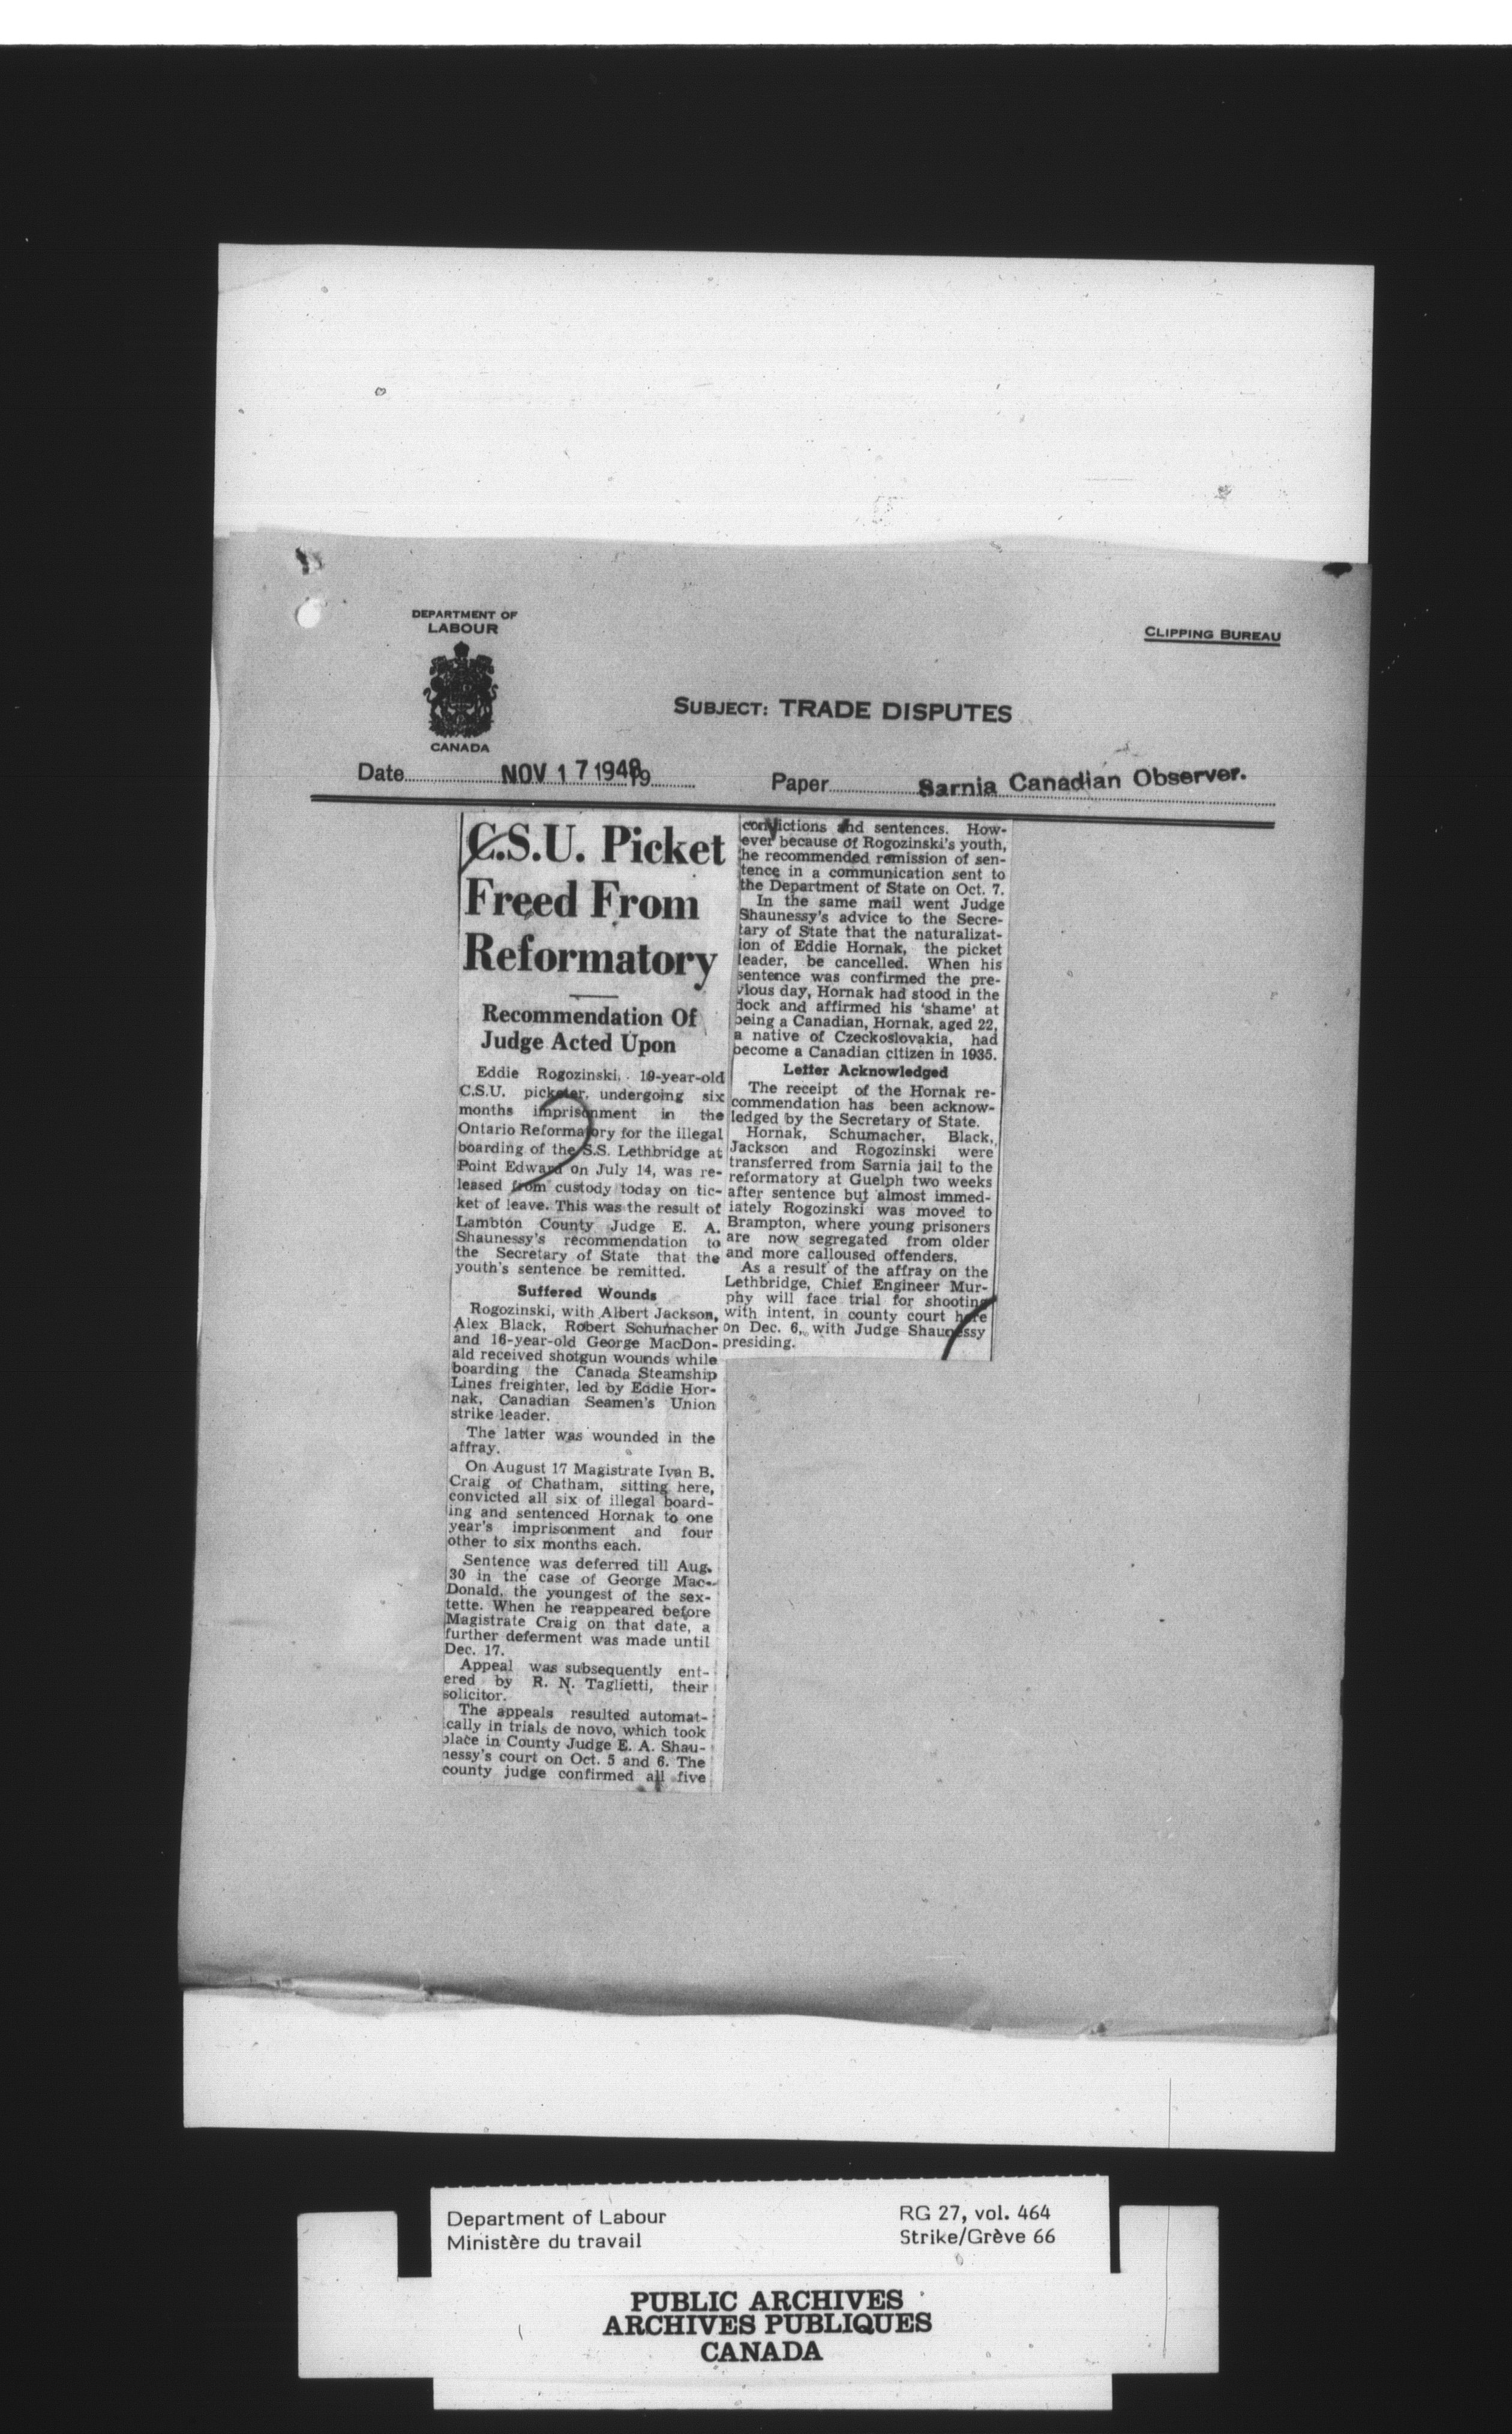 DEPARTMENT OF
LABOUR
CANADA
CLIPPING BUREAU
SUBJECT: TRADE DISPUTES
Date NOV 17 1948 19
Paper Sarnia Canadian Observer.
C.S.U. Picket
Freed From
Reformatory
Recommendation Of
Judge Acted Upon
Eddie Rogozinski, 19-year-old
C.S.U. picketer, undergoing six
months imprisonment in the
Ontario Reformatory for the illegal
boarding of the S.S. Lethbridge at
Point Edward on July 14, was re-
leased from custody today on tic-
ket of leave. This was the result of
Lambton County Judge E. A.
Shaunessy's recommendation to
the Secretary of State that the
youth's sentence be remitted.
Suffered Wounds
Rogozinski, with Albert Jackson,
Alex Black, Robert Schumacher
and 16-year-old George MacDon-
ald received shotgun wounds while
boarding the Canada Steamship
Lines freighter, led by Eddie Hor-
nak, Canadian Seamen's Union
strike leader.
The latter was wounded in the
affray.
On August 17 Magistrate Ivan B.
Craig of Chatham, sitting here,
convicted all six of illegal board-
ing and sentenced Hornak to one
year's imprisonment and four
other to six months each.
Sentence was deferred till Aug.
30 in the case of George Mac-
Donald, the youngest of the sex-
tette. When he reappeared before
Magistrate Craig on that date, a
further deferment was made until
Dec. 17.
Appeal was subsequently ent-
ered by R. N. Taglietti, their
solicitor.
The appeals resulted automat-
ically in trials de novo, which took
place in County Judge E. A. Shau-
nessy's court on Oct. 5 and 6. The
county judge confirmed all five
convictions and sentences. How-
ever because of Rogozinski's youth,
he recommended remission of sen-
tence in a communication sent to
the Department of State on Oct. 7.
In the same mail went Judge
Shaunessy's advice to the Secre-
tary of State that the naturalizat-
ion of Eddie Hornak, the picket
leader, be cancelled. When his
sentence was confirmed the pre-
vious day, Hornak had stood in the
dock and affirmed his 'shame' at
being a Canadian, Hornak, aged 22,
a native of Czeckoslovakia, had
become a Canadian citizen in 1935.
Letter Acknowledged
The receipt of the Hornak re-
commendation has been acknow-
ledged by the Secretary of State.
Hornak, Schumacher, Black,
Jackson and Rogozinski were
transferred from Sarnia jail to the
reformatory at Guelph two weeks
after sentence but almost immed-
iately Rogozinski was moved to
Brampton, where young prisoners
are now segregated from older
and more calloused offenders.
As a result of the affray on the
Lethbridge, Chief Engineer Mur-
phy will face trial for shooting
with intent, in county court here
on Dec. 6, with Judge Shaunessy
presiding.
Department of Labour
Ministère du travail
RG 27, vol. 464
Strike/Grève 66
PUBLIC ARCHIVES
ARCHIVES PUBLIQUES
CANADA